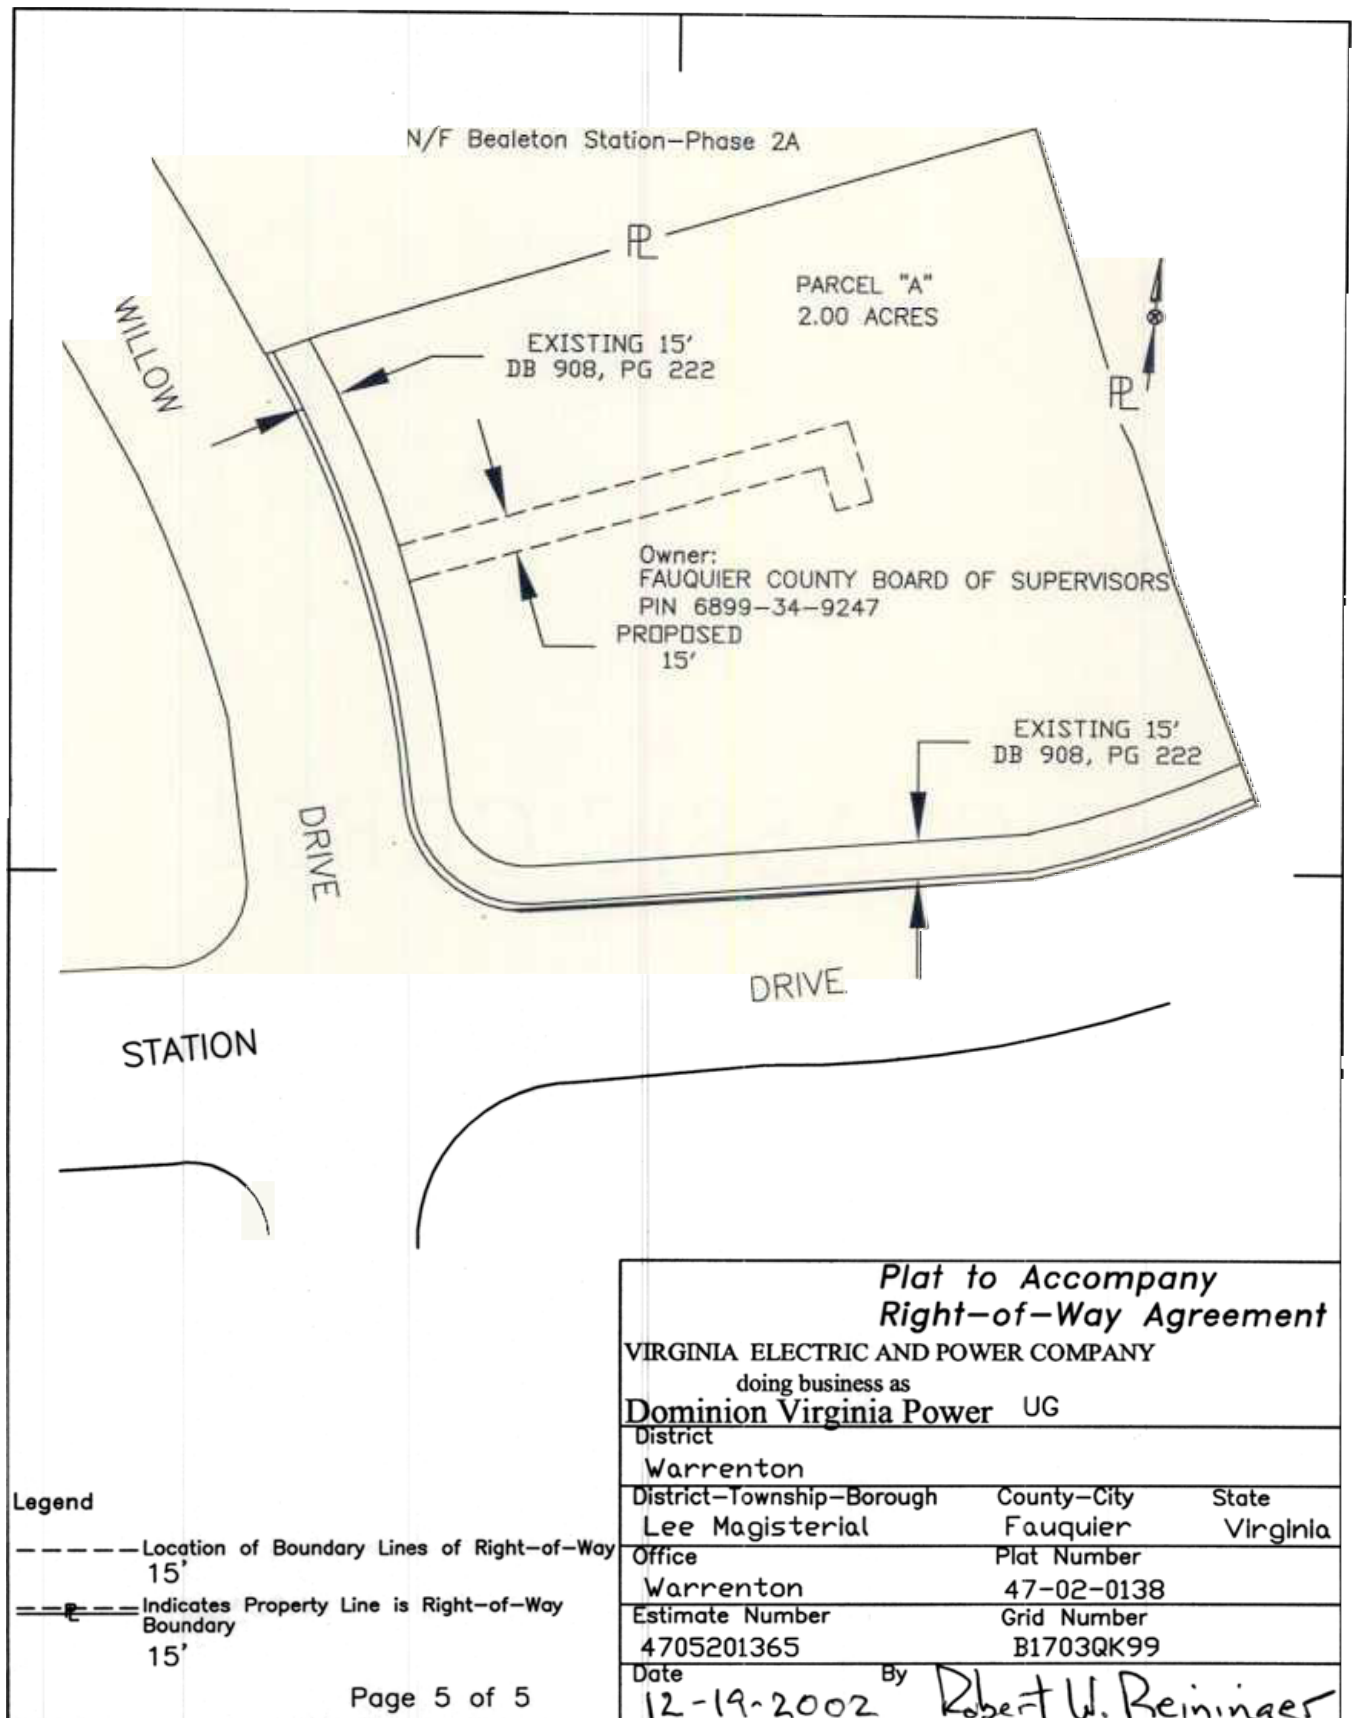 N/F Bealeton Station-Phase 2A
PL
PARCEL "A"
2.00 ACRES
WILLOW
EXISTING 15'
DB 908, PG 222
PL
Owner:
FAUQUIER COUNTY BOARD OF SUPERVISORS
PIN 6899-34-9247
PROPOSED
15'
EXISTING 15'
DB 908, PG 222
DRIVE
DRIVE
STATION
Plat to Accompany
Right-of-Way Agreement
VIRGINIA ELECTRIC AND POWER COMPANY
doing business as
Dominion Virginia Power UG
District
Warrenton
District-Township-Borough County-City State
Lee Magisterial Fauquier Virginia
Office Plat Number
Warrenton 47-02-0138
Estimate Number Grid Number
4705201365 B1703QK99
Date By
12-19-2002 Robert W. Reininger
Legend
Location of Boundary Lines of Right-of-Way
15'
PL Indicates Property Line is Right-of-Way
Boundary
15'
Page 5 of 5